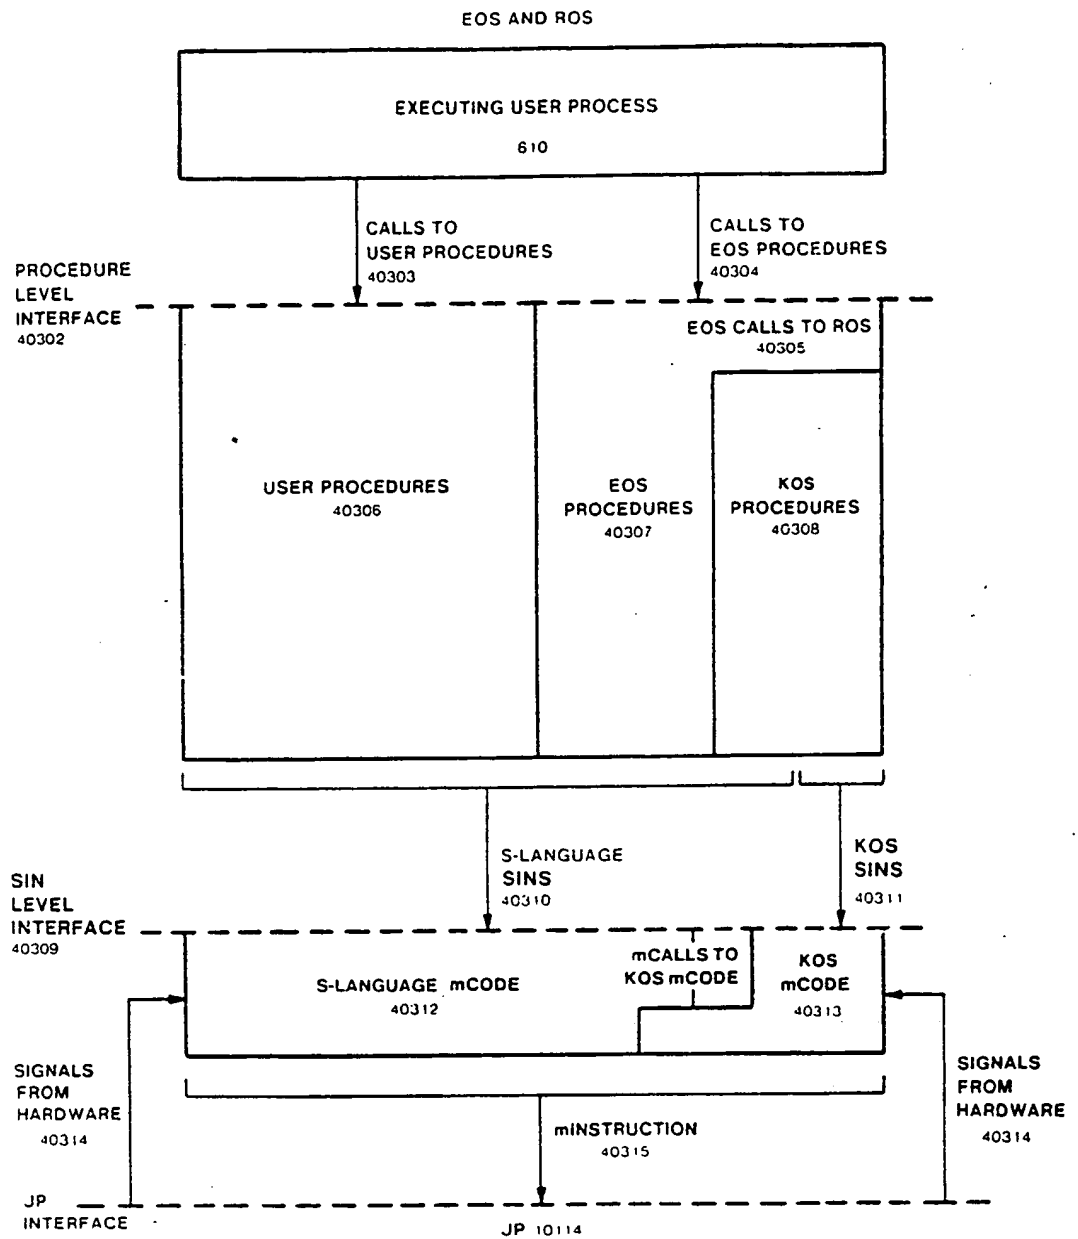 EOS AND ROS
EXECUTING USER PROCESS
610
CALLS TO
USER PROCEDURES
40303
CALLS TO
EOS PROCEDURES
40304
PROCEDURE
LEVEL
INTERFACE
40302
EOS CALLS TO ROS
40305
USER PROCEDURES
40306
EOS
PROCEDURES
40307
KOS
PROCEDURES
40308
S-LANGUAGE
SINS
40310
KOS
SINS
40311
SIN
LEVEL
INTERFACE
40309
S-LANGUAGE mCODE
40312
mCALLS TO
KOS mCODE
KOS
mCODE
40313
SIGNALS
FROM
HARDWARE
40314
SIGNALS
FROM
HARDWARE
40314
mINSTRUCTION
40315
JP
INTERFACE
JP 10114